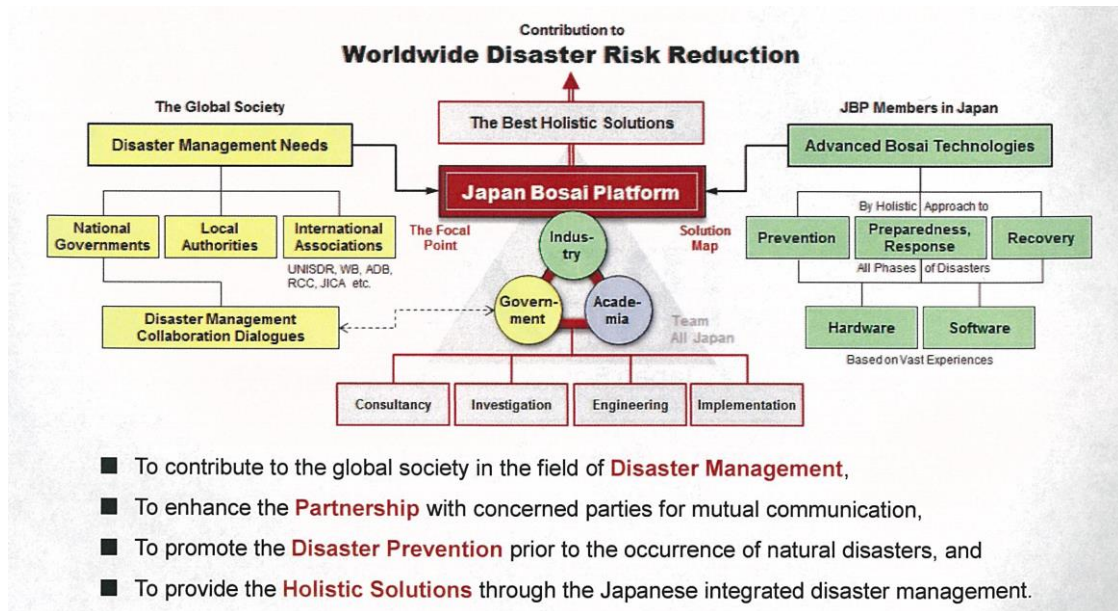 Contribution to
Worldwide Disaster Risk Reduction
The Global Society
JBP Members in Japan
The Best Holistic Solutions
Disaster Management Needs
Advanced Bosai Technologies
Japan Bosai Platform
National
Governments
Local
Authorities
International
Associations
UNISDR, WB, ADB,
RCC, JICA etc.
The Focal
Point
Solution
Map
By Holistic Approach to
Prevention
Preparedness,
Response
Recovery
All Phases of Disasters
Indus-
try
Govern-
ment
Acade-
mia
Team
All Japan
Disaster Management
Collaboration Dialogues
Hardware
Software
Based on Vast Experiences
Consultancy
Investigation
Engineering
Implementation
■ To contribute to the global society in the field of Disaster Management,
■ To enhance the Partnership with concerned parties for mutual communication,
■ To promote the Disaster Prevention prior to the occurrence of natural disasters, and
■ To provide the Holistic Solutions through the Japanese integrated disaster management.